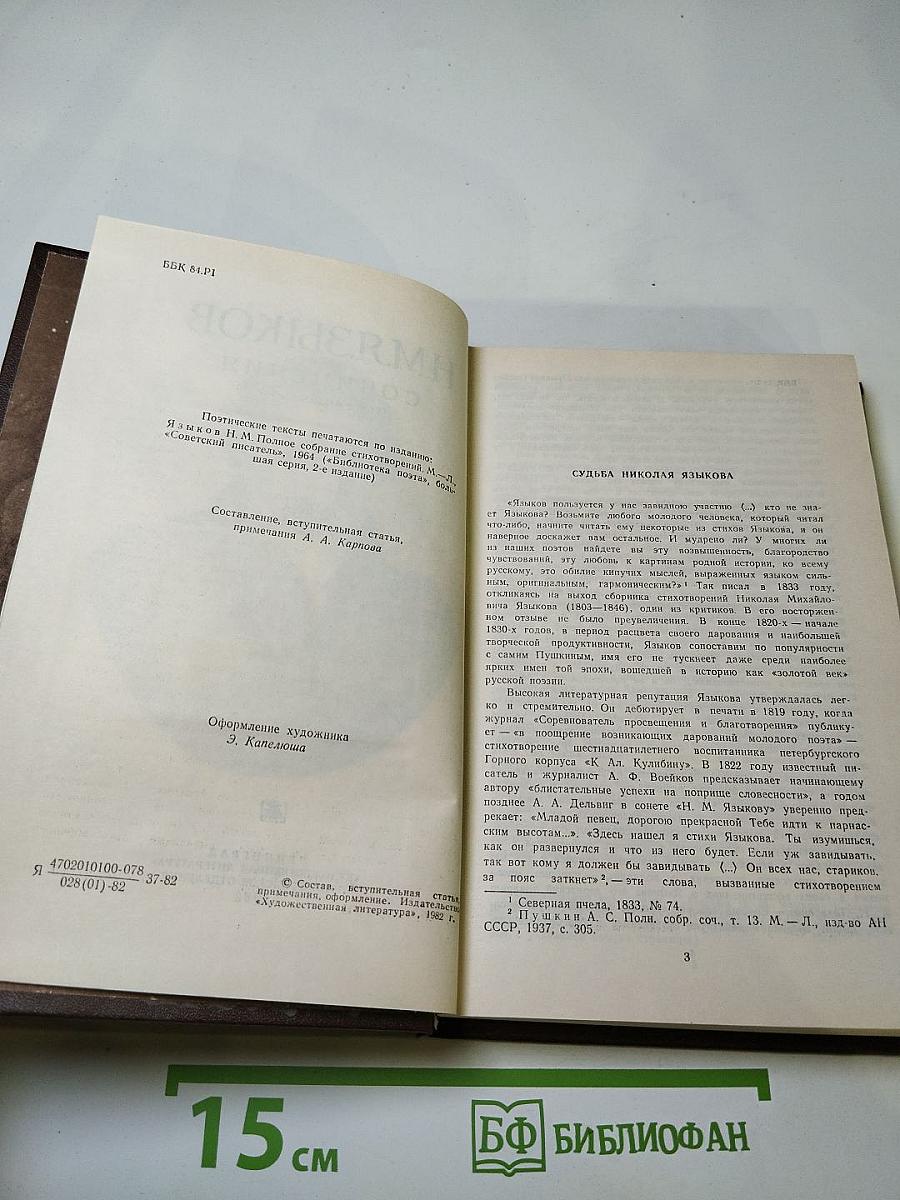 ББК 84.Р1
Поэтические тексты печатаются по изданию:
Языков Н. М. Полное собрание стихотворений. М.—Л.,
«Советский писатель», 1964 («Библиотека поэта», боль-
шая серия, 2-е издание)
Составление, вступительная статья,
примечания А. А. Карпова
Оформление художника
Э. Капелюша
Я 4702010100-078 37-82
028(01)-82
© Состав, вступительная статья,
примечания, оформление. Издательство
«Художественная литература», 1982 г.
СУДЬБА НИКОЛАЯ ЯЗЫКОВА
«Языков пользуется у нас завидною участию (...) кто не зна-
ет Языкова? Возьмите любого молодого человека, который читал
что-либо, начните читать ему некоторые из стихов Языкова, и он
наверное доскажет вам остальное. И мудрено ли? У многих ли
из наших поэтов найдете вы эту возвышенность, благородство
чувствований, эту любовь к картинам родной истории, ко всему
русскому, это обилие кипучих мыслей, выраженных языком силь-
ным, оригинальным, гармоническим?»¹ Так писал в 1833 году,
откликаясь на выход сборника стихотворений Николая Михайло-
вича Языкова (1803—1846), один из критиков. В его восторжен-
ном отзыве не было преувеличения. В конце 1820-х — начале
1830-х годов, в период расцвета своего дарования и наибольшей
творческой продуктивности, Языков сопоставим по популярности
с самим Пушкиным, имя его не тускнеет даже среди наиболее
ярких имен той эпохи, вошедшей в историю как «золотой век»
русской поэзии.
Высокая литературная репутация Языкова утверждалась лег-
ко и стремительно. Он дебютирует в печати в 1819 году, когда
журнал «Соревнователь просвещения и благотворения» публику-
ет — «в поощрение возникающих дарований молодого поэта» —
стихотворение шестнадцатилетнего воспитанника петербургского
Горного корпуса «К Ал. Кулибину». В 1822 году известный пи-
сатель и журналист А. Ф. Воейков предсказывает начинающему
автору «блистательные успехи на поприще словесности», а годом
позднее А. А. Дельвиг в сонете «Н. М. Языкову» уверенно пред-
рекает: «Младой певец, дорогою прекрасной Тебе идти к парнас-
ским высотам...». «Здесь нашел я стихи Языкова. Ты изумишься,
как он развернулся и что из него будет. Если уж завидывать,
так вот кому я должен бы завидывать (...) Он всех нас, стариков,
за пояс заткнет»², — эти слова, вызванные стихотворением
¹ Северная пчела, 1833, № 74.
² Пушкин А. С. Полн. собр. соч., т. 13. М. — Л., изд-во АН
СССР, 1937, с. 305.
3
15 см
БФ БИБЛИОФАН